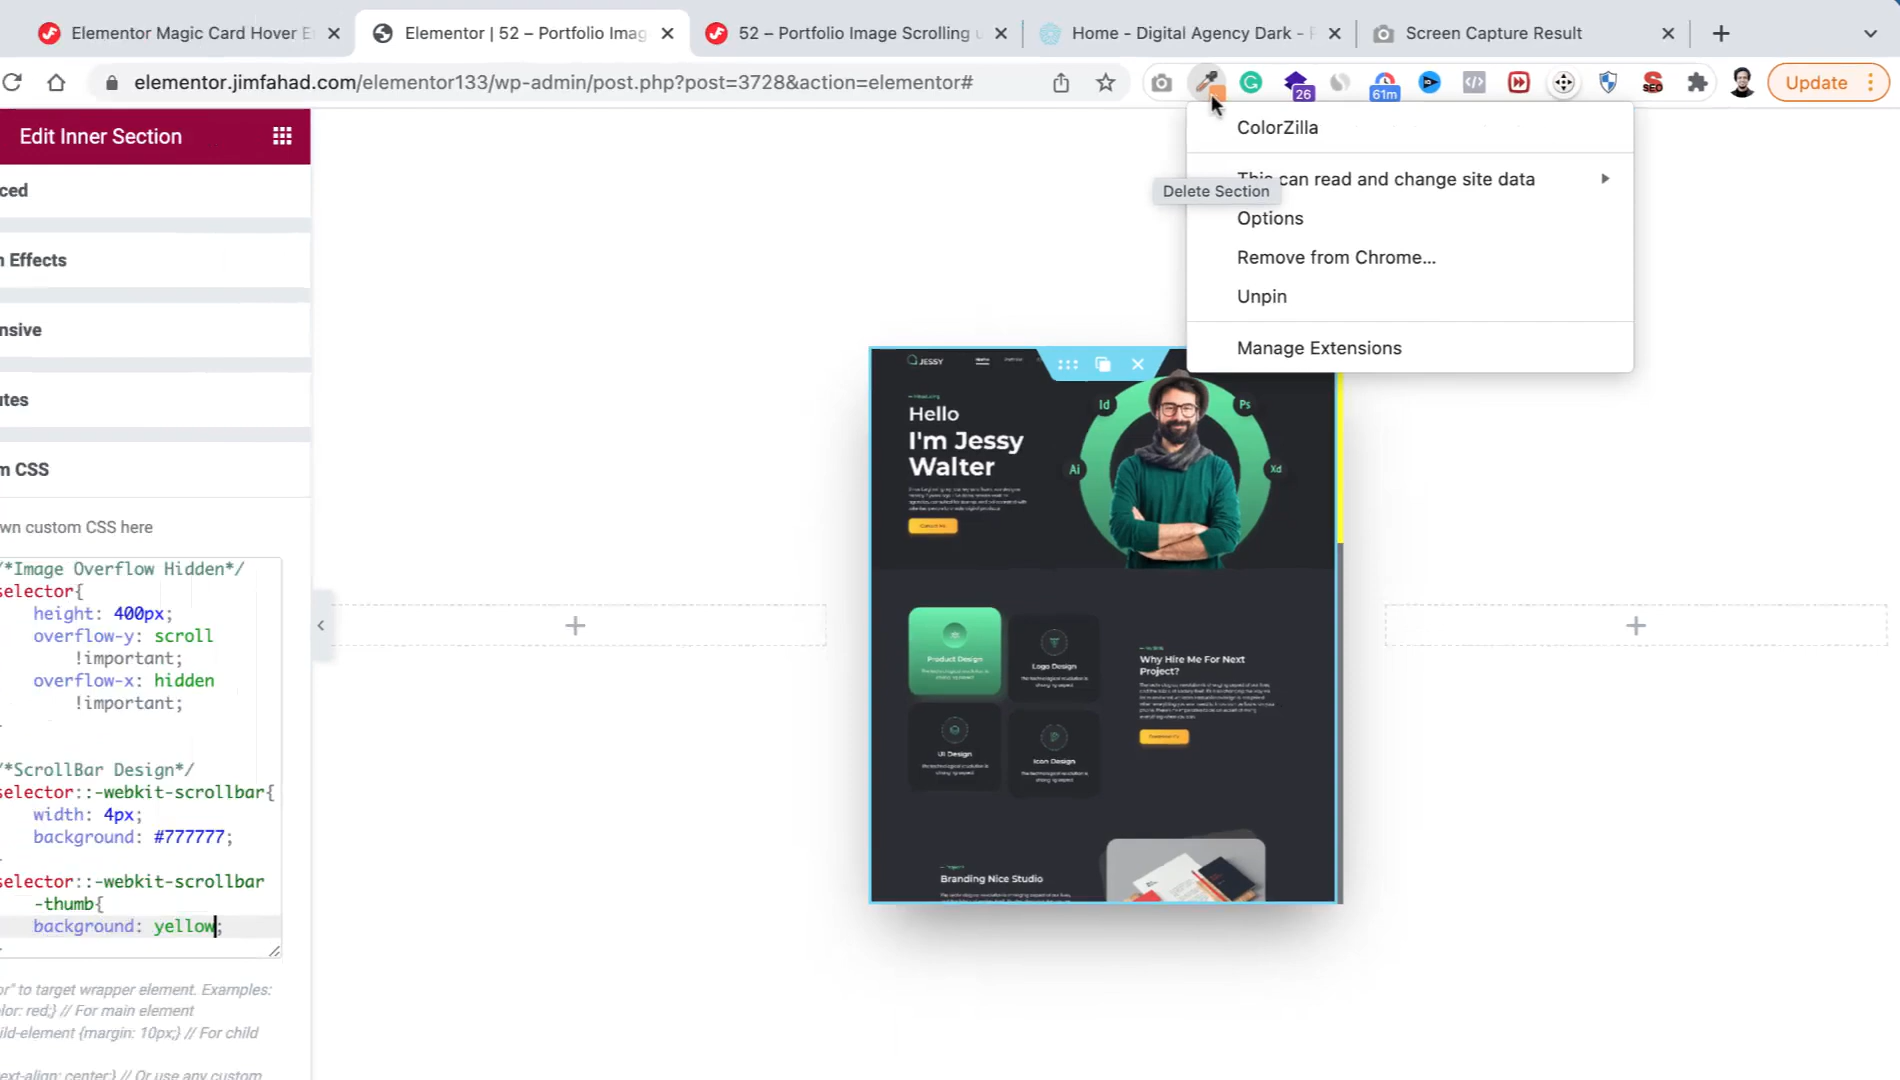 Elementor Magic Card Hover E
Elementor | 52 – Portfolio Imag
52 – Portfolio Image Scrolling u
Home - Digital Agency Dark -
Screen Capture Result
elementor.jimfahad.com/elementor133/wp-admin/post.php?post=3728&action=elementor#
26
61m
SEO
Update
Edit Inner Section
ColorZilla
This can read and change site data
Delete Section
Options
Remove from Chrome...
Unpin
Manage Extensions
ced
n Effects
nsive
utes
m CSS
wn custom CSS here
/*Image Overflow Hidden*/
selector{
height: 400px;
overflow-y: scroll
!important;
overflow-x: hidden
!important;
/*ScrollBar Design*/
selector::-webkit-scrollbar{
width: 4px;
background: #777777;
selector::-webkit-scrollbar
-thumb{
background: yellow;
or" to target wrapper element. Examples:
olor: red;} // For main element
ild-element {margin: 10px;} // For child
ext-align: center;} // Or use any custom
JESSY
Hello
I'm Jessy
Walter
Id
Ps
Ai
Xd
Product Design
Logo Design
UI Design
Icon Design
Why Hire Me For Next
Project?
Branding Nice Studio